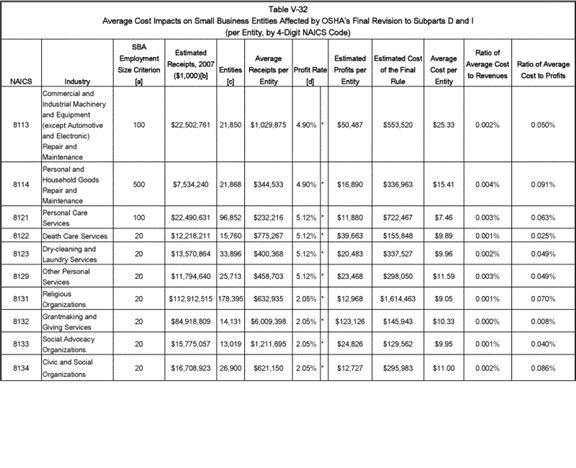 Table V-32
Average Cost Impacts on Small Business Entities Affected by OSHA's Final Revision to Subparts D and I
(per Entity, by 4-Digit NAICS Code)
NAICS Industry SBA Employment Size Criterion [a] Estimated Receipts, 2007 ($1,000)[b] Entities [c] Average Receipts per Entity Profit Rate [d] Estimated Profits per Entity Estimated Cost of the Final Rule Average Cost per Entity Ratio of Average Cost to Revenues Ratio of Average Cost to Profits
8113 Commercial and Industrial Machinery and Equipment (except Automotive and Electronic) Repair and Maintenance 100 $22,502,761 21,850 $1,029,875 4.90% * $50,487 $553,520 $25.33 0.002% 0.050%
8114 Personal and Household Goods Repair and Maintenance 500 $7,534,240 21,868 $344,533 4.90% * $16,890 $336,963 $15.41 0.004% 0.091%
8121 Personal Care Services 100 $22,490,631 96,852 $232,216 5.12% * $11,880 $722,467 $7.46 0.003% 0.063%
8122 Death Care Services 20 $12,218,211 15,760 $775,267 5.12% * $39,663 $155,848 $9.89 0.001% 0.025%
8123 Dry-cleaning and Laundry Services 20 $13,570,864 33,896 $400,368 5.12% * $20,483 $337,527 $9.96 0.002% 0.049%
8129 Other Personal Services 20 $11,794,640 25,713 $458,703 5.12% * $23,468 $298,050 $11.59 0.003% 0.049%
8131 Religious Organizations 20 $112,912,515 178,395 $632,935 2.05% * $12,968 $1,614,463 $9.05 0.001% 0.070%
8132 Grantmaking and Giving Services 20 $84,918,809 14,131 $6,009,398 2.05% * $123,126 $145,943 $10.33 0.000% 0.008%
8133 Social Advocacy Organizations 20 $15,775,057 13,019 $1,211,695 2.05% * $24,826 $129,562 $9.95 0.001% 0.040%
8134 Civic and Social Organizations 20 $16,708,923 26,900 $621,150 2.05% * $12,727 $295,983 $11.00 0.002% 0.086%